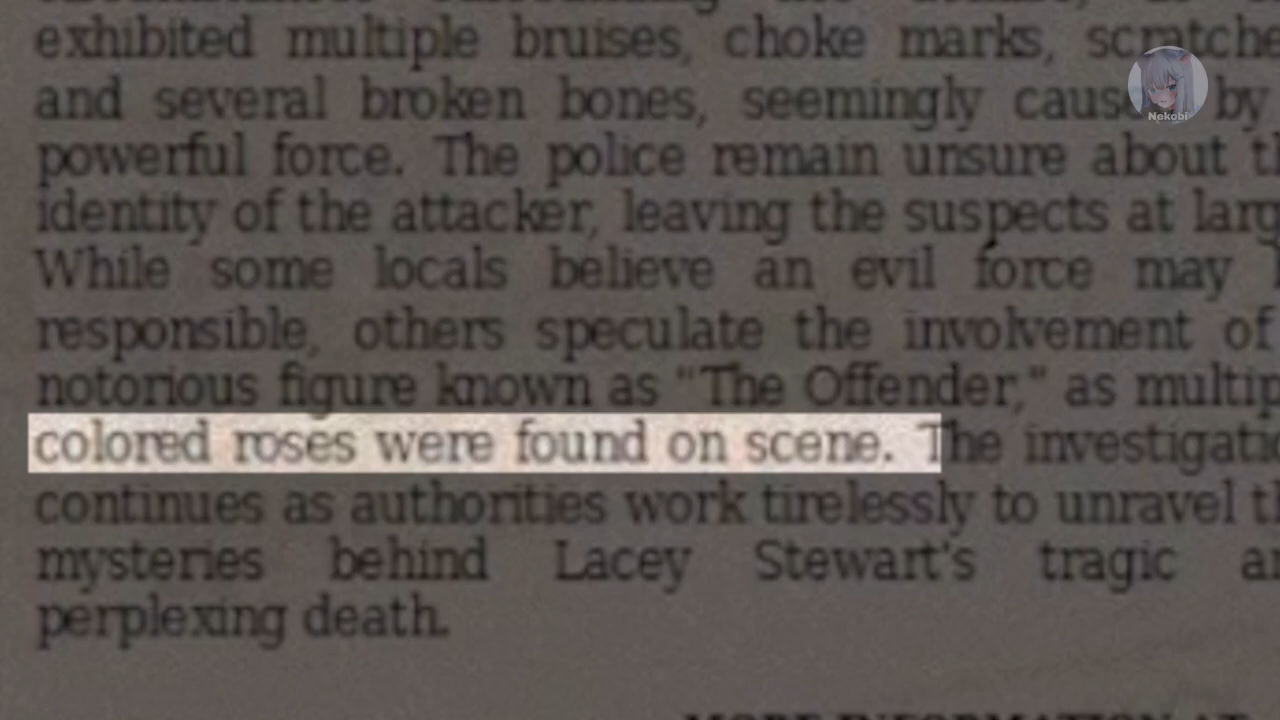 exhibited multiple bruises, choke marks,
and several broken bones, seemingly by
powerful force. The police remain unsure about
identity of the attacker, leaving the suspects at
While some locals believe an evil force may
responsible, others speculate the involvement of
notorious figure known as "The Offender," as
colored roses were found on scene. The
continues as authorities work tirelessly to unravel
mysteries behind Lacey Stewart's tragic
perplexing death.
Nekobi